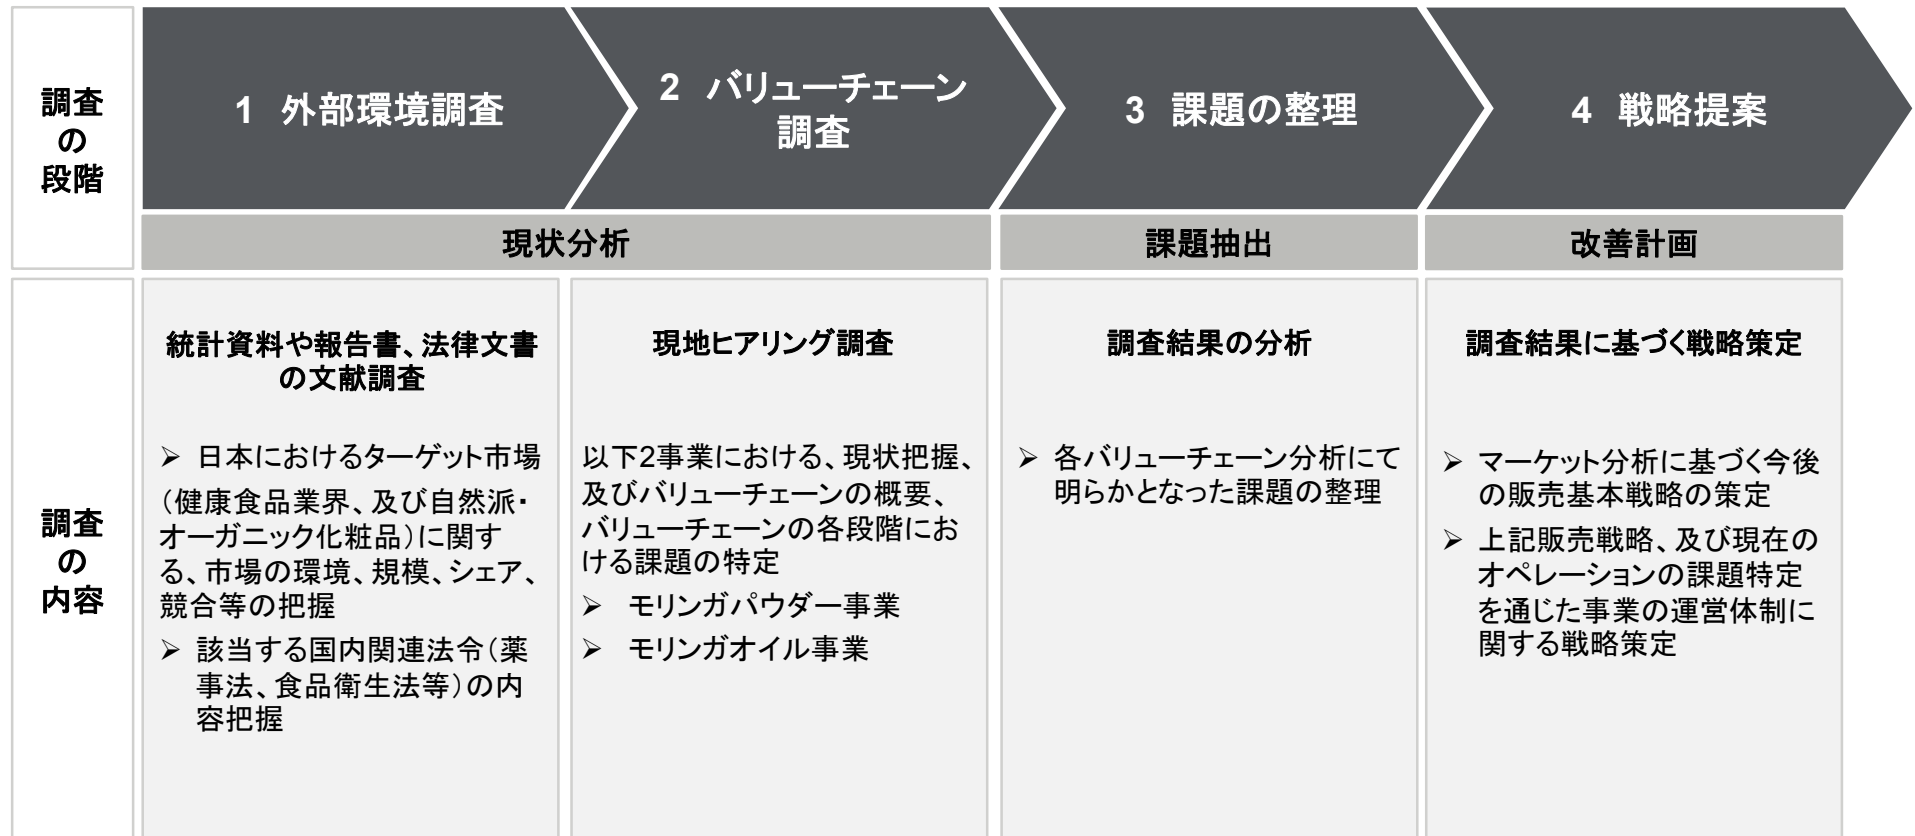 調査
の
段階
1 外部環境調査
2 バリューチェーン
調査
3 課題の整理
4 戦略提案
現状分析
課題抽出
改善計画
調査
の
内容
統計資料や報告書、法律文書
の文献調査
➢ 日本におけるターゲット市場
（健康食品業界、及び自然派・
オーガニック化粧品）に関す
る、市場の環境、規模、シェア、
競合等の把握
➢ 該当する国内関連法令（薬
事法、食品衛生法等）の内
容把握
現地ヒアリング調査
以下2事業における、現状把握、
及びバリューチェーンの概要、
バリューチェーンの各段階にお
ける課題の特定
➢ モリンガパウダー事業
➢ モリンガオイル事業
調査結果の分析
➢ 各バリューチェーン分析にて
明らかとなった課題の整理
調査結果に基づく戦略策定
➢ マーケット分析に基づく今後
の販売基本戦略の策定
➢ 上記販売戦略、及び現在の
オペレーションの課題特定
を通じた事業の運営体制に
関する戦略策定